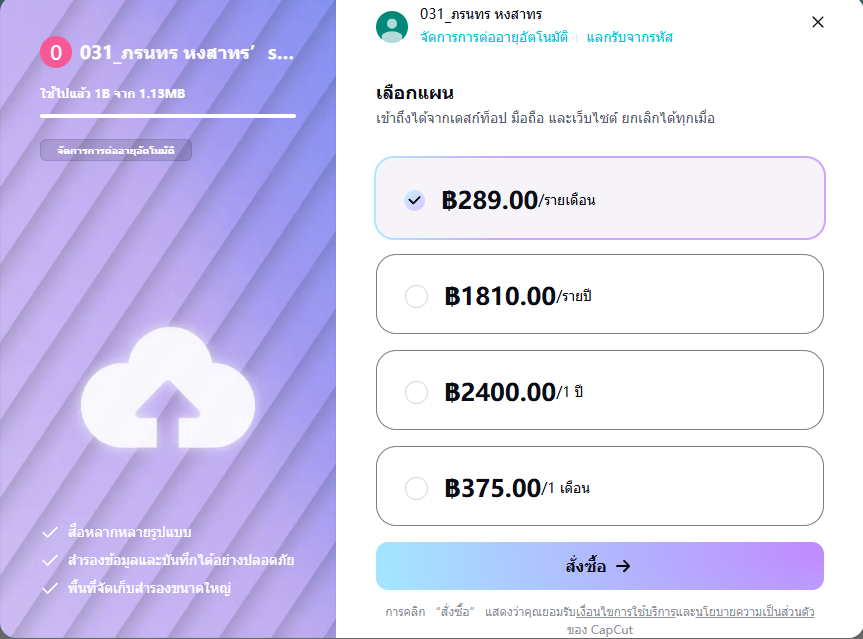 0 031_ภรนทร หงสาทร’ s...
ใช้ไปแล้ว 1B จาก 1.13MB
จัดการการต่ออายุอัตโนมัติ
สื่อหลากหลายรูปแบบ
สำรองข้อมูลและบันทึกได้อย่างปลอดภัย
พื้นที่จัดเก็บสำรองขนาดใหญ่
031_ภรนทร หงสาทร
จัดการการต่ออายุอัตโนมัติ | แลกรับจากรหัส
เลือกแผน
เข้าถึงได้จากเดสก์ท็อป มือถือ และเว็บไซต์ ยกเลิกได้ทุกเมื่อ
฿289.00/รายเดือน
฿1810.00/รายปี
฿2400.00/1 ปี
฿375.00/1 เดือน
สั่งซื้อ →
การคลิก “สั่งซื้อ” แสดงว่าคุณยอมรับเงื่อนไขการใช้บริการและนโยบายความเป็นส่วนตัว
ของ CapCut